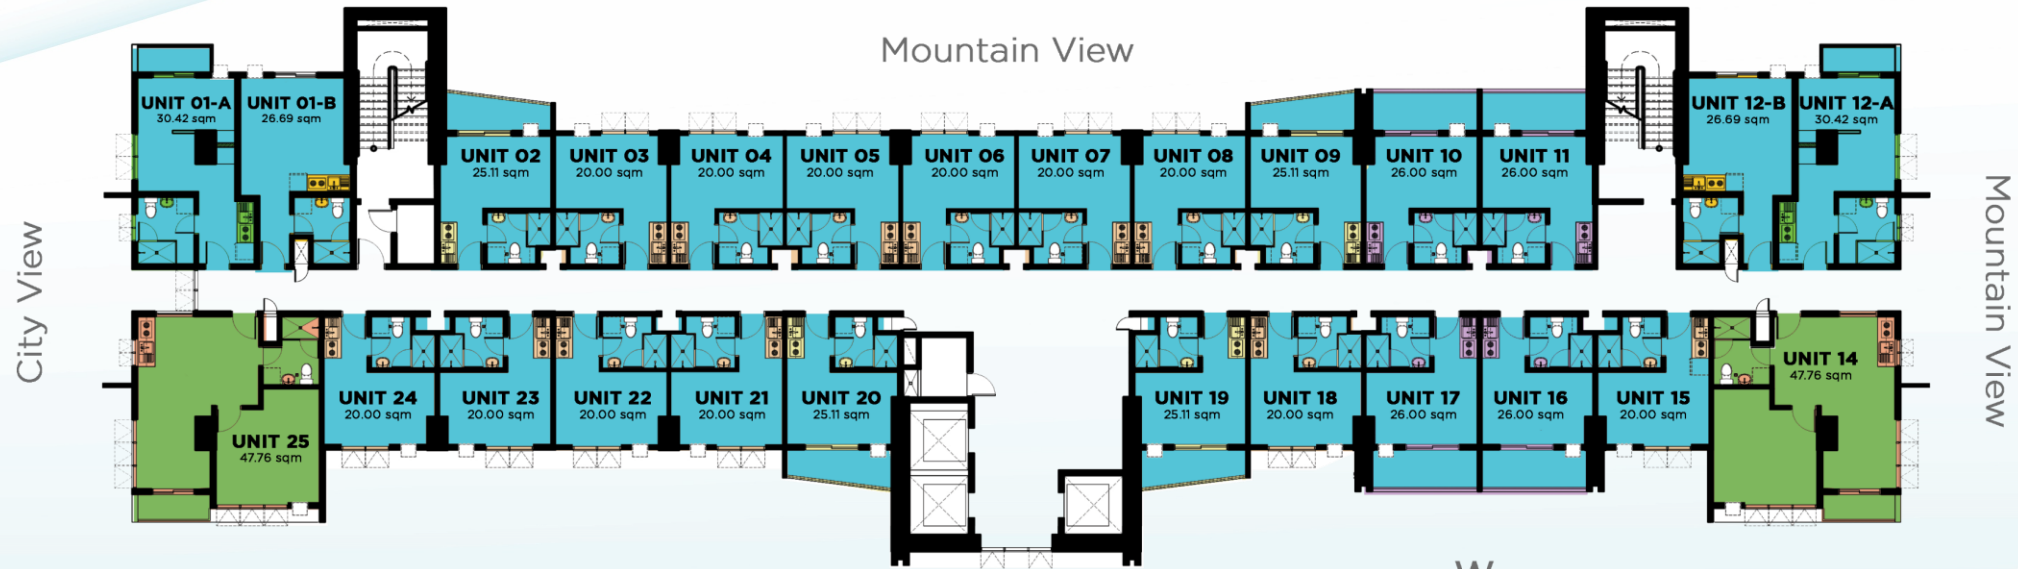 Mountain View
UNIT 01-A
30.42 sqm
UNIT 01-B
26.69 sqm
UNIT 02
25.11 sqm
UNIT 03
20.00 sqm
UNIT 04
20.00 sqm
UNIT 05
20.00 sqm
UNIT 06
20.00 sqm
UNIT 07
20.00 sqm
UNIT 08
20.00 sqm
UNIT 09
25.11 sqm
UNIT 10
26.00 sqm
UNIT 11
26.00 sqm
UNIT 12-B
26.69 sqm
UNIT 12-A
30.42 sqm
City View
Mountain View
UNIT 25
47.76 sqm
UNIT 24
20.00 sqm
UNIT 23
20.00 sqm
UNIT 22
20.00 sqm
UNIT 21
20.00 sqm
UNIT 20
25.11 sqm
UNIT 19
25.11 sqm
UNIT 18
20.00 sqm
UNIT 17
26.00 sqm
UNIT 16
26.00 sqm
UNIT 15
20.00 sqm
UNIT 14
47.76 sqm